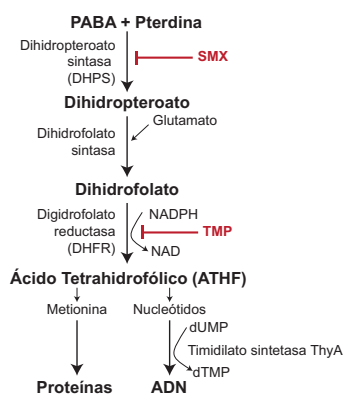 PABA + Pterdina
Dihidropteroato
sintasa
(DHPS)
SMX
Dihidropteroato
Glutamato
Dihidrofolato
sintasa
Dihidrofolato
Digidrofolato
reductasa
(DHFR)
NADPH
TMP
NAD
Ácido Tetrahidrofólico (ATHF)
Metionina
Nucleótidos
dUMP
Timidilato sintetasa ThyA
dTMP
Proteínas
ADN